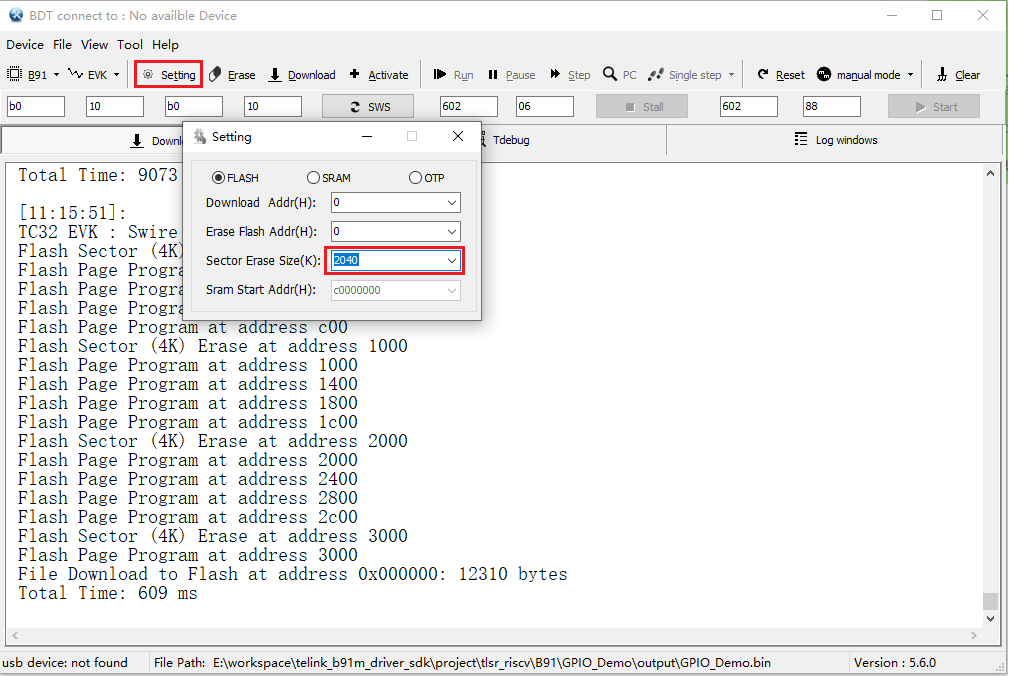 BDT connect to : No availble Device
Device File View Tool Help
B91 EVK Setting Erase Download Activate Run Pause Step PC Single step Reset manual mode Clear
b0 10 b0 10 SWS 602 06 Stall 602 88 Start
Tdebug Log windows
Setting
FLASH SRAM OTP
Download Addr(H): 0
Erase Flash Addr(H): 0
Sector Erase Size(K): 2040
Sram Start Addr(H): c0000000
Total Time: 9073
[11:15:51]:
TC32 EVK : Swire
Flash Sector (4K)
Flash Page Progra
Flash Page Progra
Flash Page Progra
Flash Page Program at address c00
Flash Sector (4K) Erase at address 1000
Flash Page Program at address 1000
Flash Page Program at address 1400
Flash Page Program at address 1800
Flash Page Program at address 1c00
Flash Sector (4K) Erase at address 2000
Flash Page Program at address 2000
Flash Page Program at address 2400
Flash Page Program at address 2800
Flash Page Program at address 2c00
Flash Sector (4K) Erase at address 3000
Flash Page Program at address 3000
File Download to Flash at address 0x000000: 12310 bytes
Total Time: 609 ms
usb device: not found File Path: E:\workspace\telink_b91m_driver_sdk\project\tlsr_riscv\B91\GPIO_Demo\output\GPIO_Demo.bin Version : 5.6.0